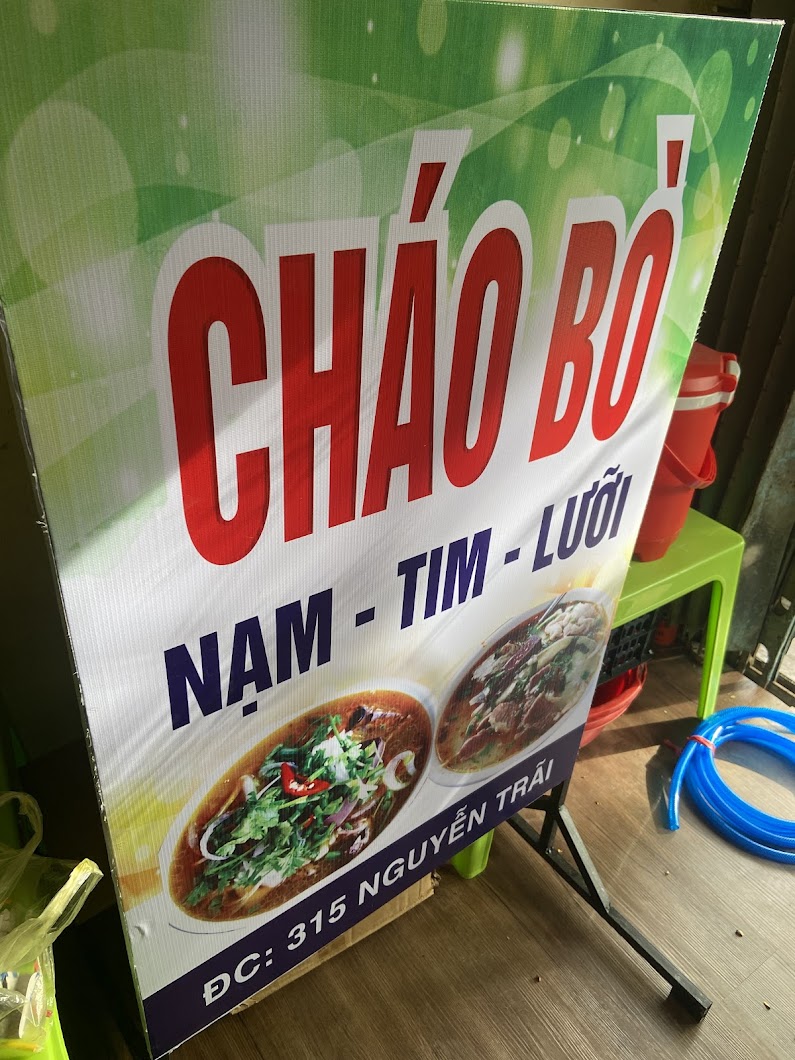 CHÁO BÒ
NẠM - TIM - LƯỠI
ĐC: 315 NGUYỄN TRÃI